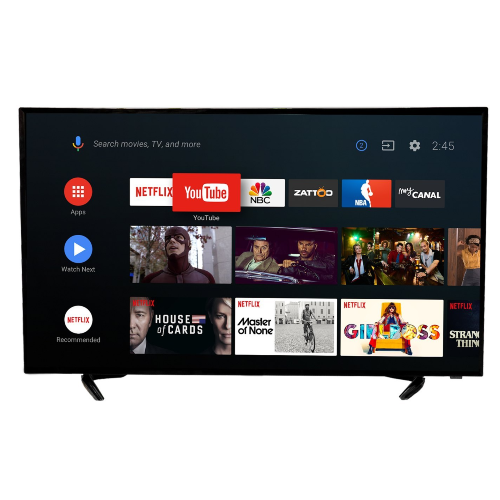 Search movies, TV, and more
2
2:45
NETFLIX
YouTube
NBC
ZATTOO
NBA
my CANAL
Apps
YouTube
Watch Next
NETFLIX
Recommended
NETFLIX
HOUSE
of CARDS
NETFLIX
Master
of None
NETFLIX
GIRLBOSS
NETFLIX
STRAN
THIN